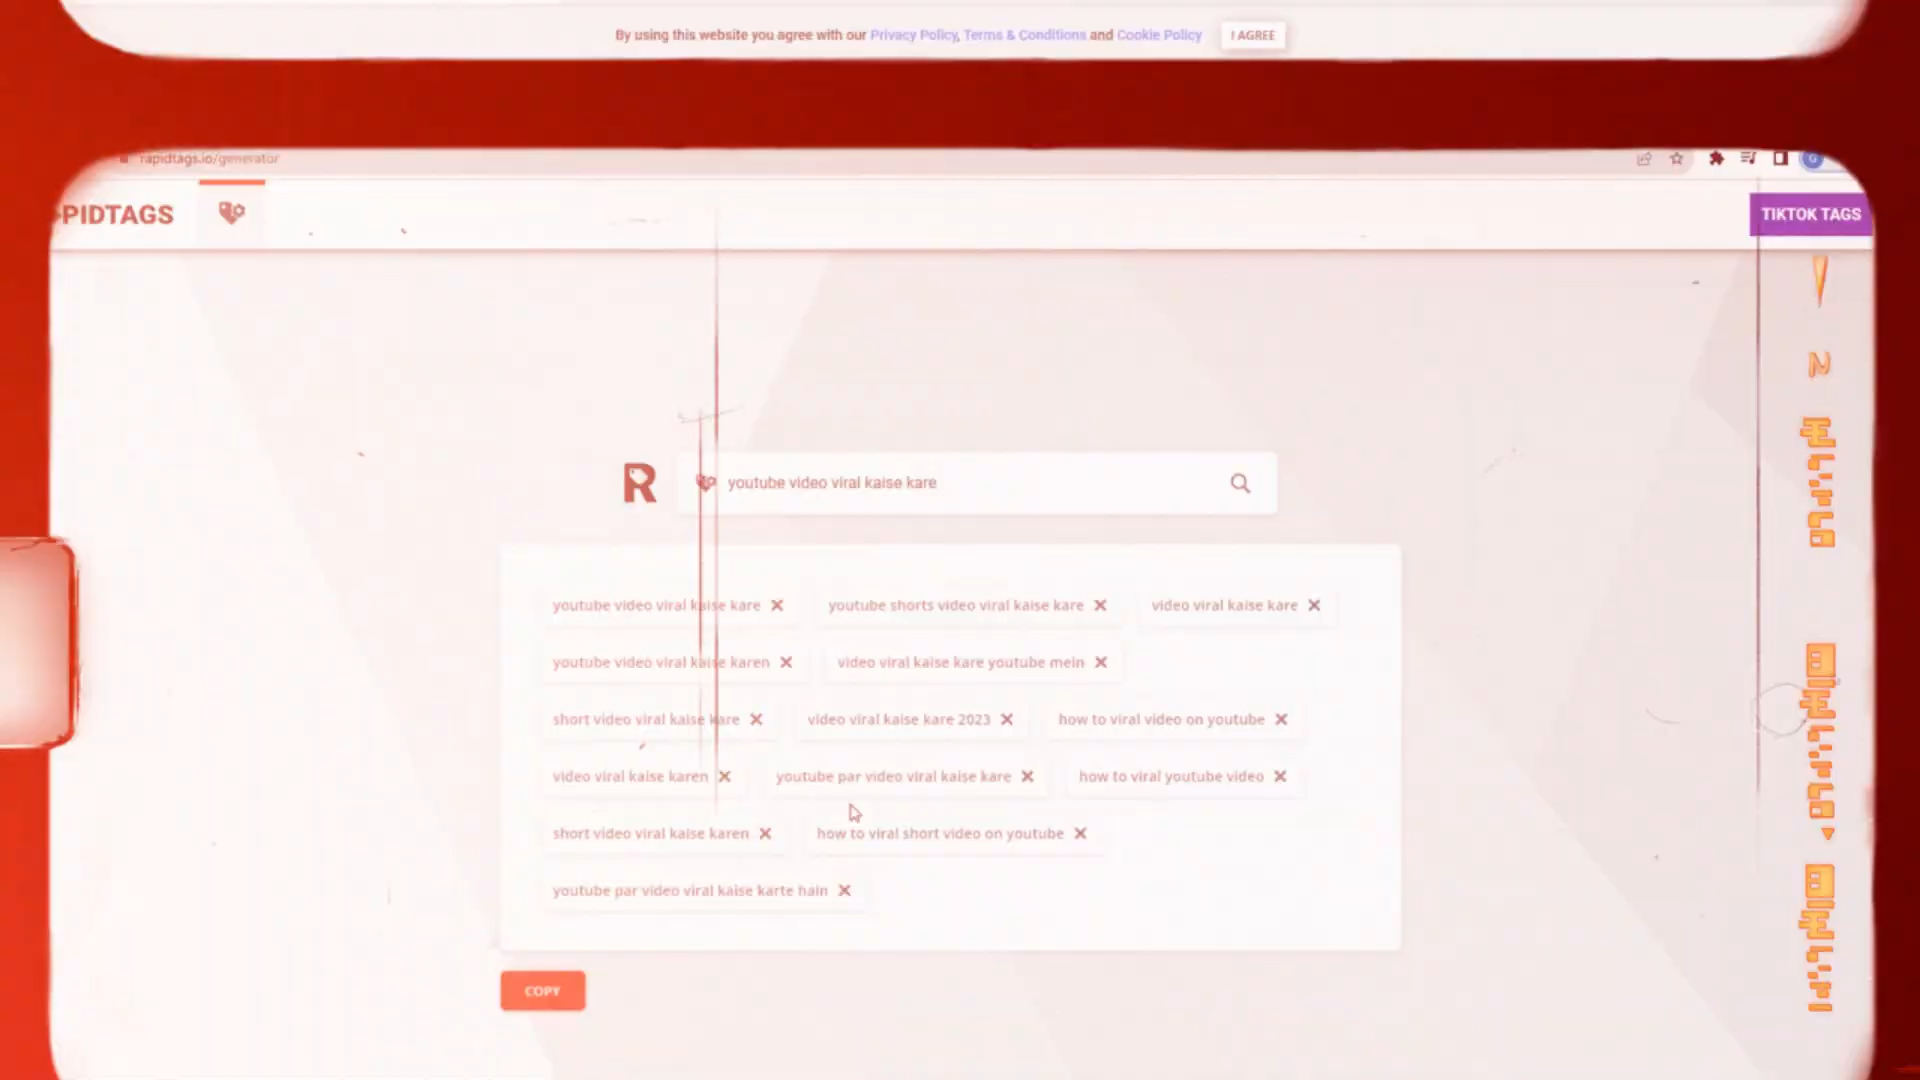 By using this website you agree with our Privacy Policy, Terms & Conditions and Cookie Policy I AGREE
rapidtags.io/generator
PIDTAGS
TIKTOK TAGS
R youtube video viral kaise kare
youtube video viral kaise kare youtube shorts video viral kaise kare video viral kaise kare
youtube video viral kaise karen video viral kaise kare youtube mein
short video viral kaise kare video viral kaise kare 2023 how to viral video on youtube
video viral kaise karen youtube par video viral kaise kare how to viral youtube video
short video viral kaise karen how to viral short video on youtube
youtube par video viral kaise karte hain
COPY